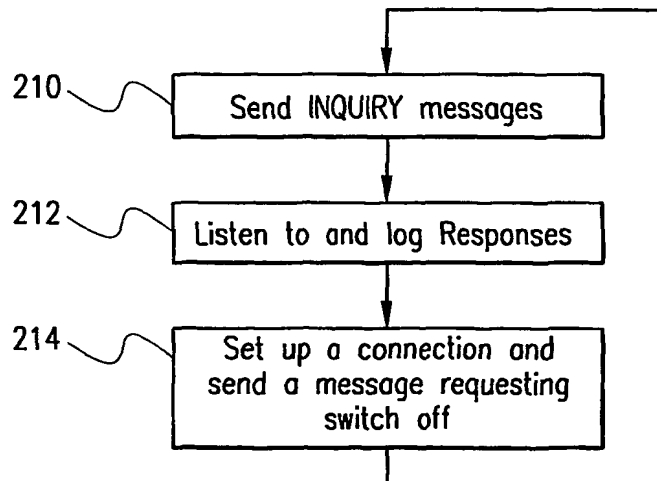 210
Send INQUIRY messages
212
Listen to and log Responses
214
Set up a connection and
send a message requesting
switch off